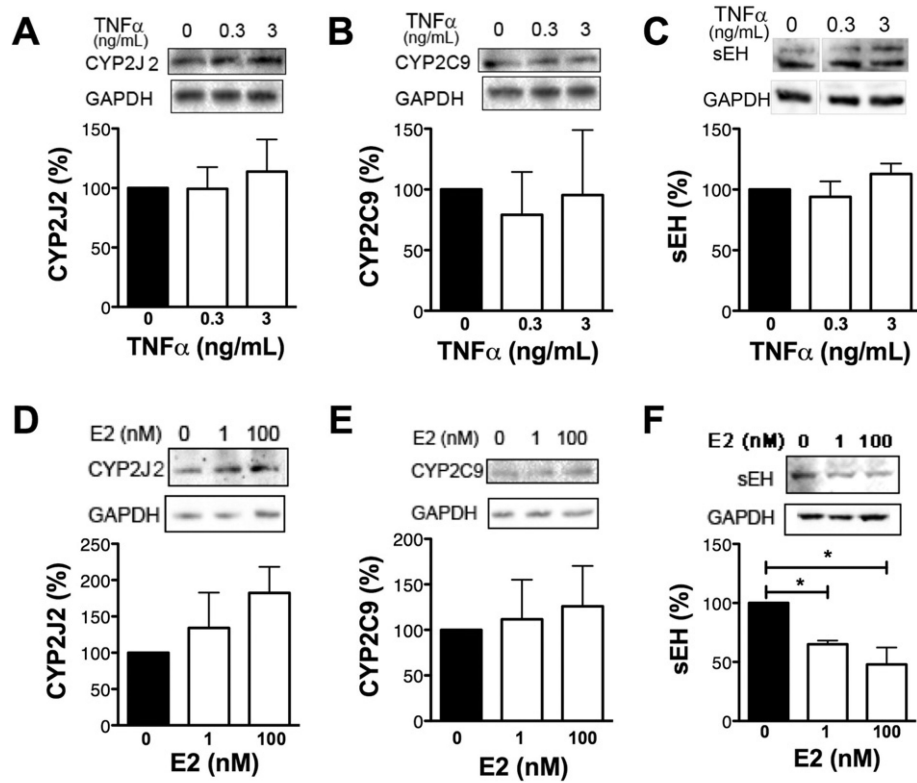 A
TNFα
(ng/mL)
0 0.3 3
CYP2J2
GAPDH
150
100
50
0
CYP2J2 (%)
0 0.3 3
TNFα (ng/mL)
B
TNFα
(ng/mL)
0 0.3 3
CYP2C9
GAPDH
150
100
50
0
CYP2C9 (%)
0 0.3 3
TNFα (ng/mL)
C
TNFα
(ng/mL)
0 0.3 3
sEH
GAPDH
150
100
50
0
sEH (%)
0 0.3 3
TNFα (ng/mL)
D
E2 (nM) 0 1 100
CYP2J2
GAPDH
250
200
150
100
50
0
CYP2J2 (%)
0 1 100
E2 (nM)
E
E2 (nM) 0 1 100
CYP2C9
GAPDH
200
150
100
50
0
CYP2C9 (%)
0 1 100
E2 (nM)
F
E2 (nM) 0 1 100
sEH
GAPDH
150
100
50
0
*
*
sEH (%)
0 1 100
E2 (nM)